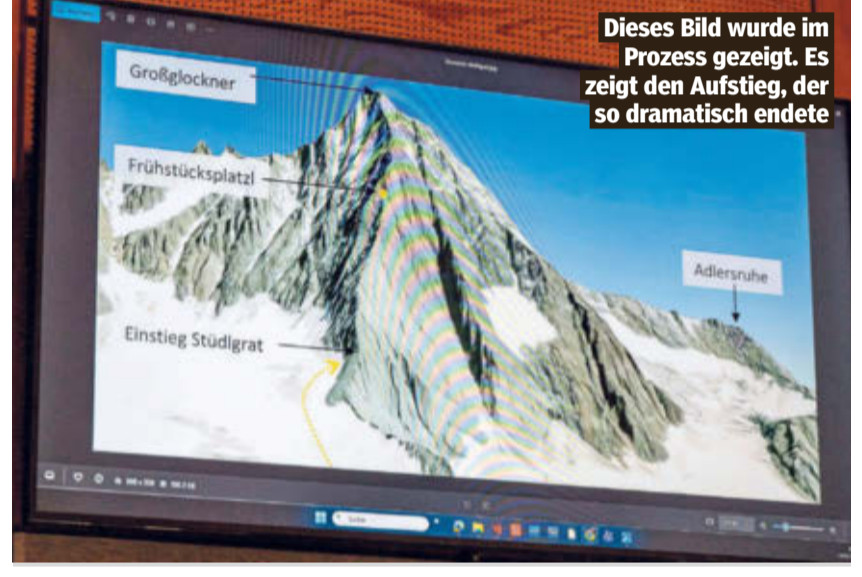 Dieses Bild wurde im
Prozess gezeigt. Es
zeigt den Aufstieg, der
so dramatisch endete
Großglockner
Frühstücksplatzl
Adlersruhe
Einstieg Stüdlgrat